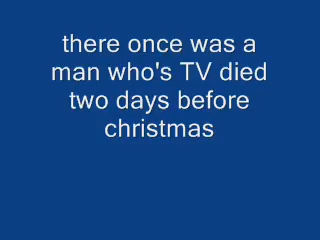 there once was a
man who's TV died
two days before
christmas